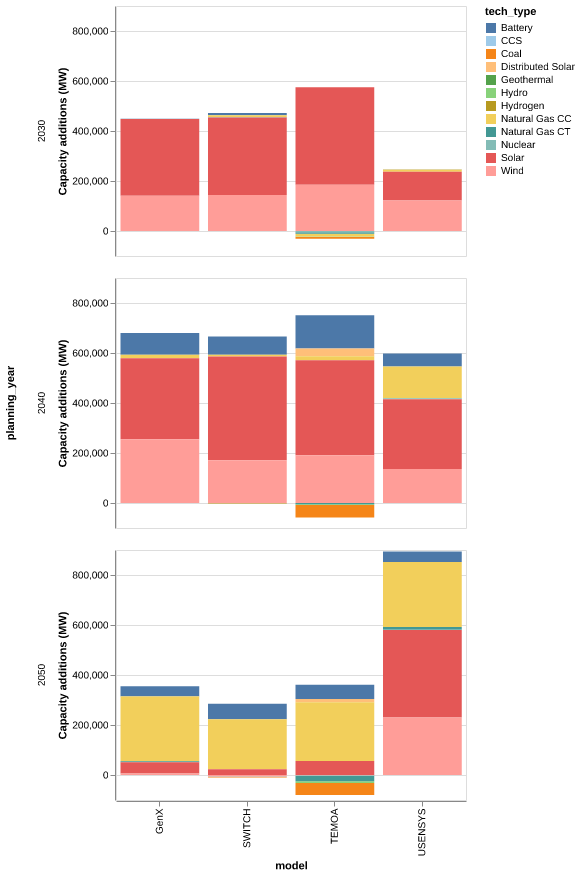 tech_type
Battery
CCS
Coal
Distributed Solar
Geothermal
Hydro
Hydrogen
Natural Gas CC
Natural Gas CT
Nuclear
Solar
Wind
planning_year
2030
Capacity additions (MW)
800,000
600,000
400,000
200,000
0
2040
Capacity additions (MW)
800,000
600,000
400,000
200,000
0
2050
Capacity additions (MW)
800,000
600,000
400,000
200,000
0
GenX
SWITCH
TEMOA
USENSYS
model